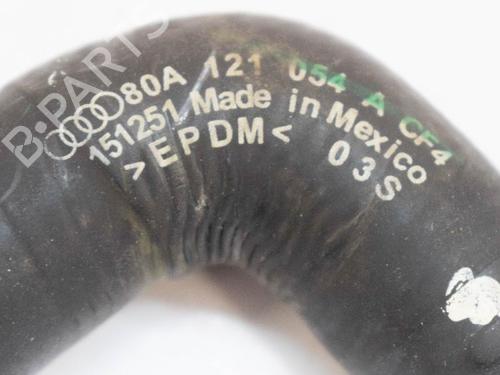 80A 121 054 A CF4
151251 Made in Mexico
>EPDM< 03S
B-PARTS